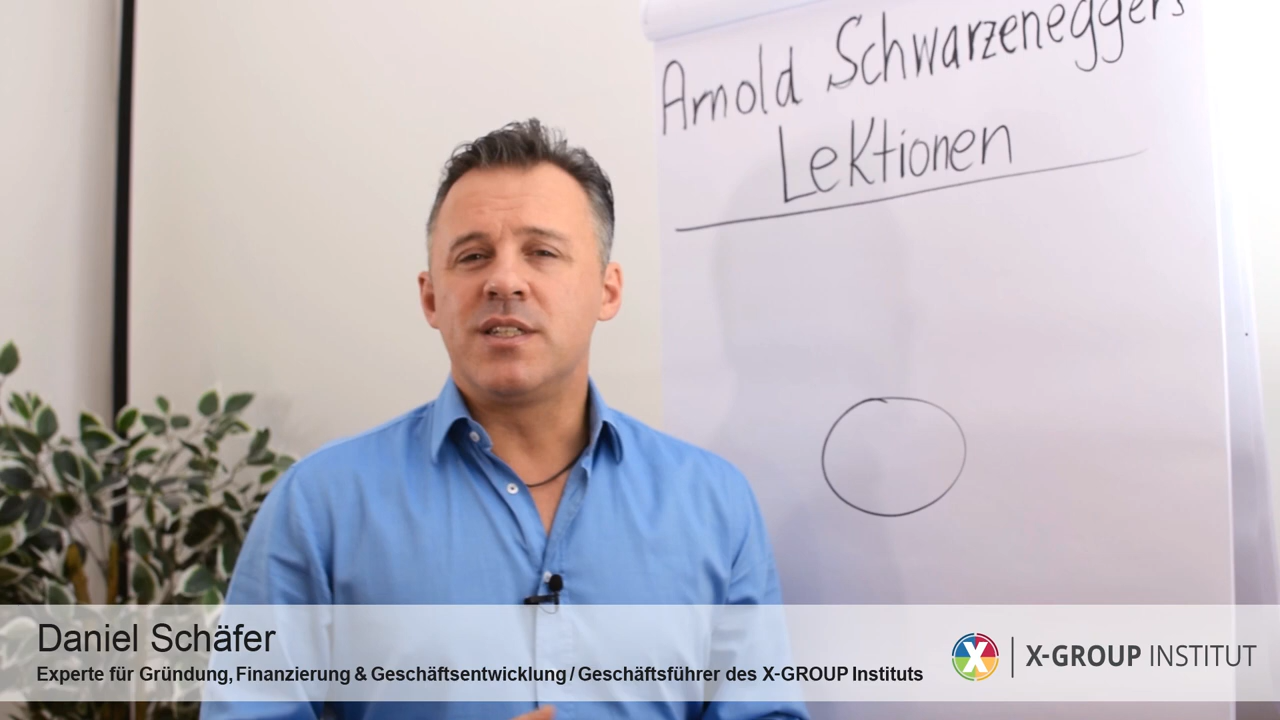 Arnold Schwarzeneggers
Lektionen
Daniel Schäfer
Experte für Gründung, Finanzierung & Geschäftsentwicklung / Geschäftsführer des X-GROUP Instituts
X
X-GROUP INSTITUT